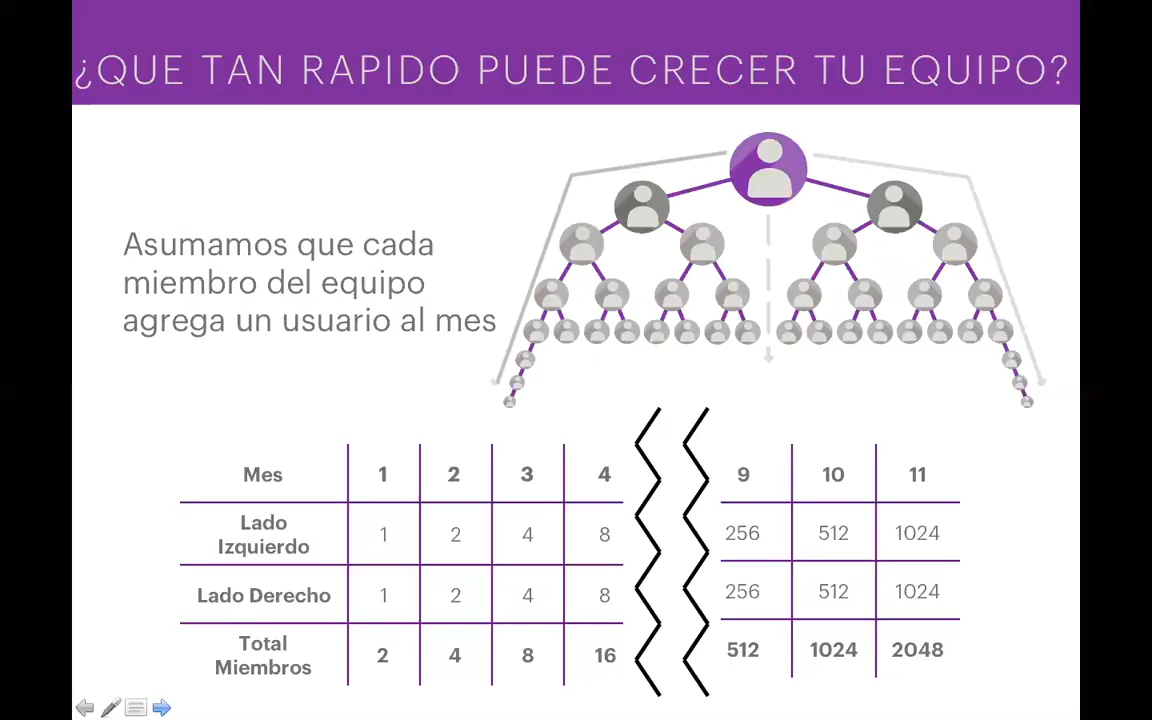 ¿QUE TAN RAPIDO PUEDE CRECER TU EQUIPO?
Asumamos que cada
miembro del equipo
agrega un usuario al mes
Mes 1 2 3 4 9 10 11
Lado Izquierdo 1 2 4 8 256 512 1024
Lado Derecho 1 2 4 8 256 512 1024
Total Miembros 2 4 8 16 512 1024 2048